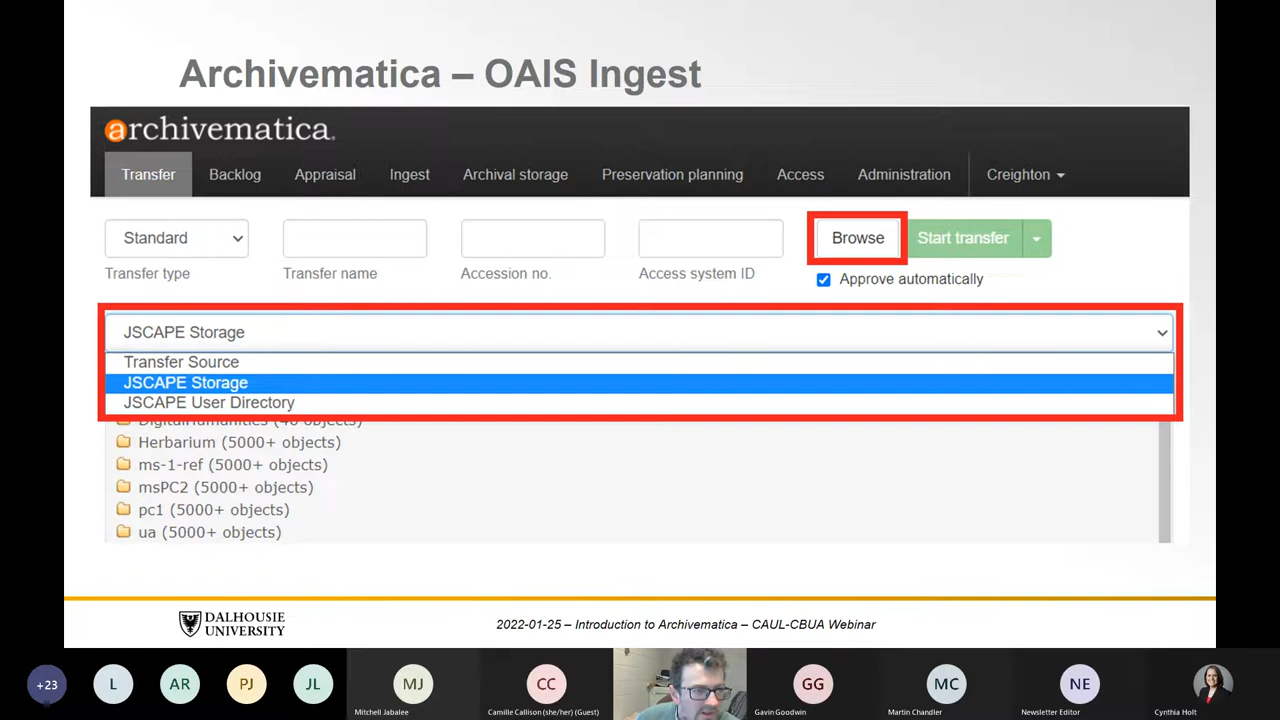 Archivematica – OAIS Ingest
archivematica.
Transfer Backlog Appraisal Ingest Archival storage Preservation planning Access Administration Creighton
Standard Browse Start transfer
Transfer type Transfer name Accession no. Access system ID Approve automatically
JSCAPE Storage
Transfer Source
JSCAPE Storage
JSCAPE User Directory
DigitalHumanities (40 objects)
Herbarium (5000+ objects)
ms-1-ref (5000+ objects)
msPC2 (5000+ objects)
pc1 (5000+ objects)
ua (5000+ objects)
DALHOUSIE
UNIVERSITY
2022-01-25 – Introduction to Archivematica – CAUL-CBUA Webinar
+23 L AR PJ JL MJ CC GG MC NE
Mitchell Jabalee Camille Callison (she/her) (Guest) Gavin Goodwin Martin Chandler Newsletter Editor Cynthia Holt